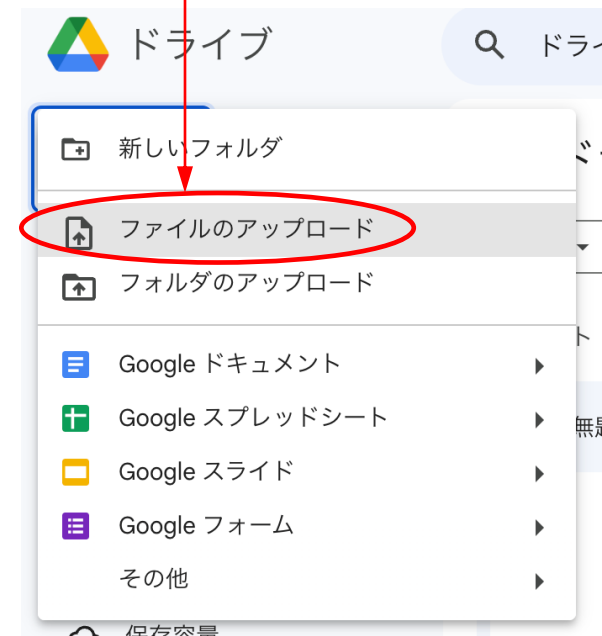 ドライブ
ドラ
新しいフォルダ
ファイルのアップロード
フォルダのアップロード
ト
Google ドキュメント
Google スプレッドシート
無題
Google スライド
Google フォーム
その他
保存容量